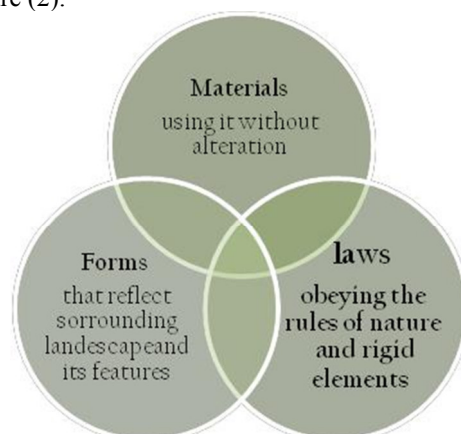 re (2).
Materials
using it without
alteration
Forms
that reflect
sorrounding
landescapeand
its features
laws
obeying the
rules of nature
and rigid
elements